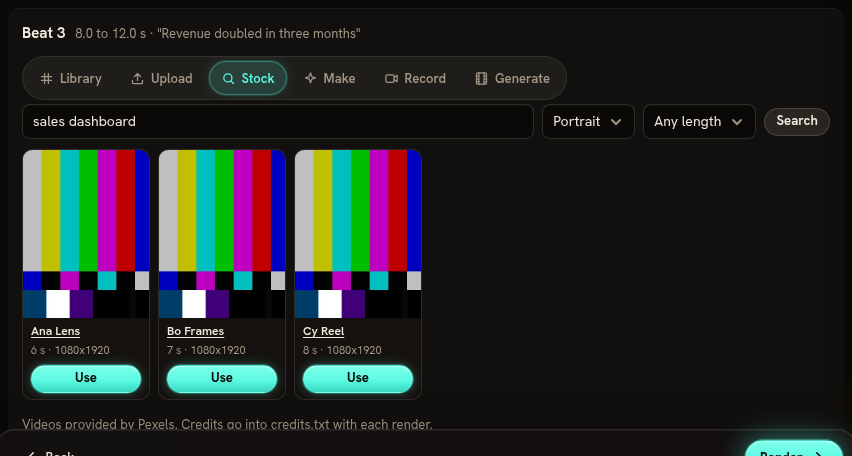 Beat 3 8.0 to 12.0 s · "Revenue doubled in three months"
Library Upload Stock Make Record Generate
sales dashboard Portrait Any length Search
Ana Lens Bo Frames Cy Reel
6 s · 1080x1920 7 s · 1080x1920 8 s · 1080x1920
Use Use Use
Videos provided by Pexels. Credits go into credits.txt with each render.
Back Render